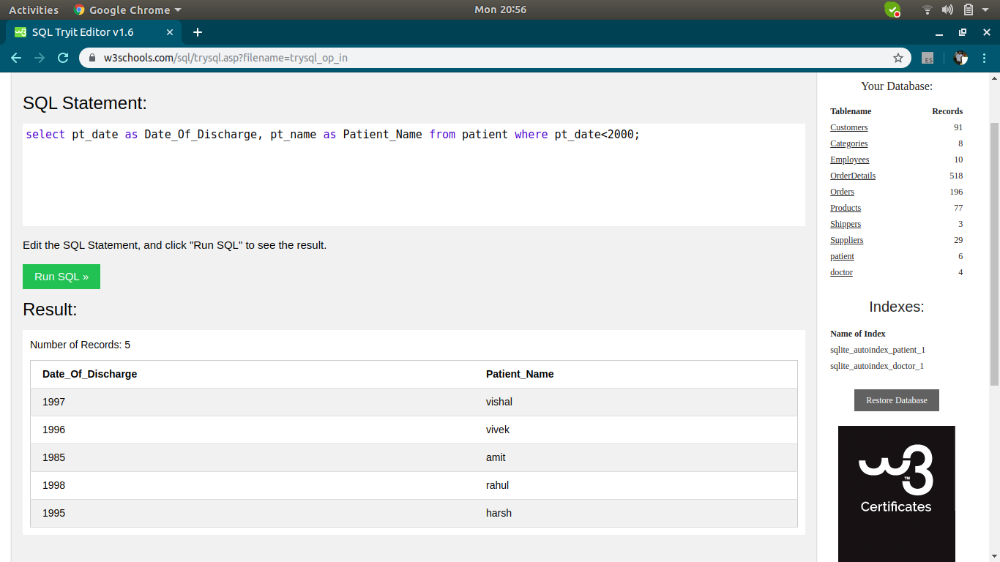 Activities Google Chrome Mon 20:56
SQL Tryit Editor v1.6
w3schools.com/sql/trysql.asp?filename=trysql_op_in
ES
SQL Statement:
select pt_date as Date_Of_Discharge, pt_name as Patient_Name from patient where pt_date<2000;
Edit the SQL Statement, and click "Run SQL" to see the result.
Run SQL »
Result:
Number of Records: 5
Date_Of_Discharge Patient_Name
1997 vishal
1996 vivek
1985 amit
1998 rahul
1995 harsh
Your Database:
Tablename Records
Customers 91
Categories 8
Employees 10
OrderDetails 518
Orders 196
Products 77
Shippers 3
Suppliers 29
patient 6
doctor 4
Indexes:
Name of Index
sqlite_autoindex_patient_1
sqlite_autoindex_doctor_1
Restore Database
w3
™
Certificates